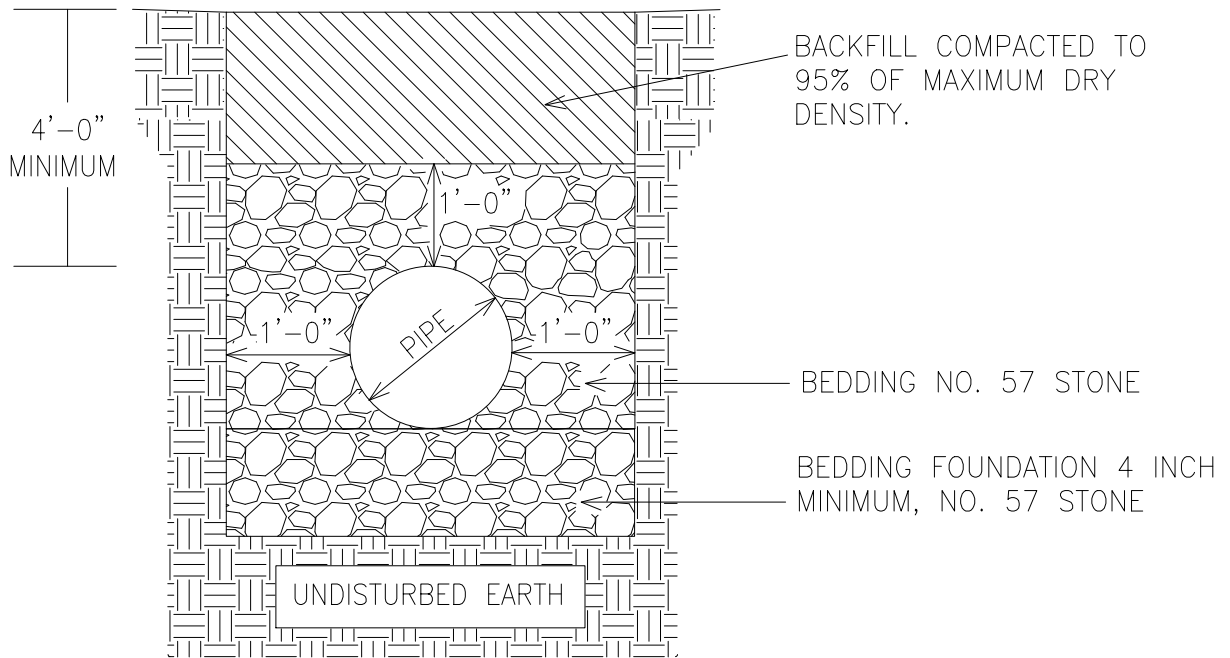 BACKFILL COMPACTED TO
95% OF MAXIMUM DRY
DENSITY.
4'-0"
MINIMUM
1'-0"
1'-0"
PIPE
1'-0"
BEDDING NO. 57 STONE
BEDDING FOUNDATION 4 INCH
MINIMUM, NO. 57 STONE
UNDISTURBED EARTH